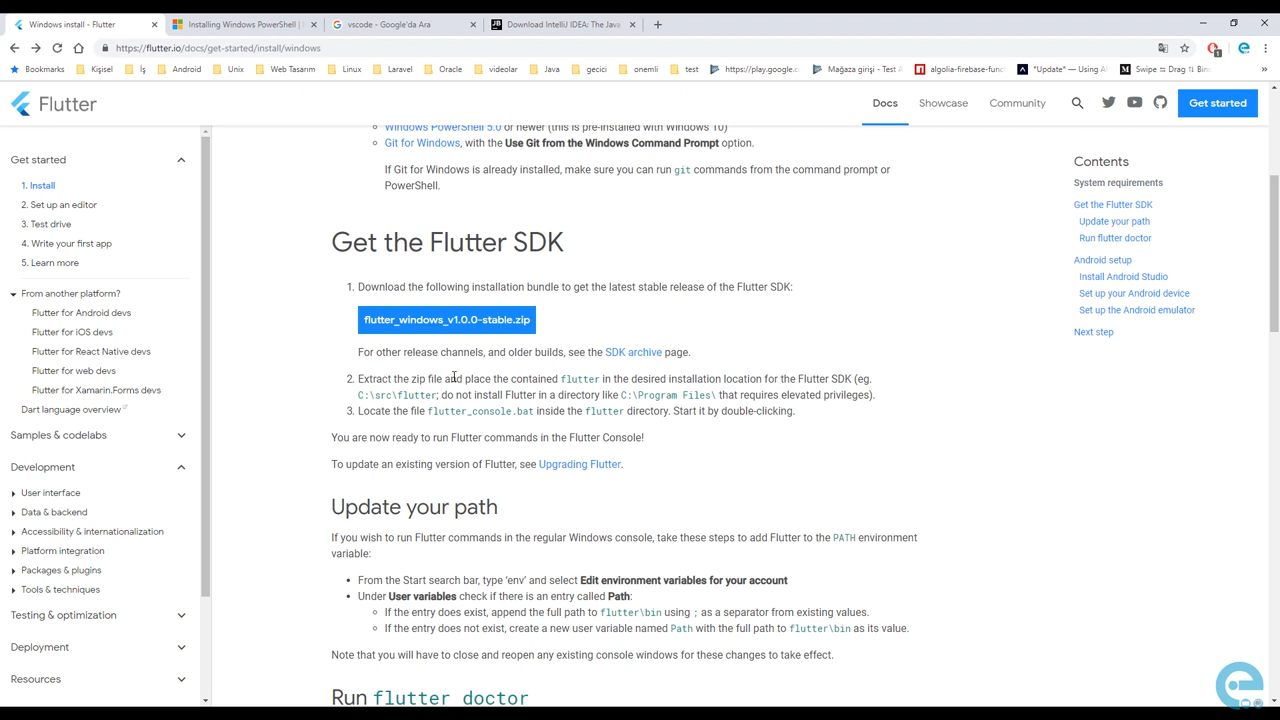 Windows install - Flutter
Installing Windows PowerShell |
vscode - Google'da Ara
Download IntelliJ IDEA: The Java
https://flutter.io/docs/get-started/install/windows
Bookmarks Kişisel İş Android Unix Web Tasarım Linux Laravel Oracle videolar Java gecici onemli test https://play.google.c Mağaza girişi - Test A algolia-firebase-func *Update* — Using Al Swipe Drag Bin »
Flutter
Docs Showcase Community Get started
Get started
1. Install
2. Set up an editor
3. Test drive
4. Write your first app
5. Learn more
From another platform?
Flutter for Android devs
Flutter for iOS devs
Flutter for React Native devs
Flutter for web devs
Flutter for Xamarin.Forms devs
Dart language overview
Samples & codelabs
Development
User interface
Data & backend
Accessibility & internationalization
Platform integration
Packages & plugins
Tools & techniques
Testing & optimization
Deployment
Resources
Windows PowerShell 5.0 or newer (this is pre-installed with Windows 10)
Git for Windows, with the Use Git from the Windows Command Prompt option.
If Git for Windows is already installed, make sure you can run git commands from the command prompt or
PowerShell.
Get the Flutter SDK
1. Download the following installation bundle to get the latest stable release of the Flutter SDK:
flutter_windows_v1.0.0-stable.zip
For other release channels, and older builds, see the SDK archive page.
2. Extract the zip file and place the contained flutter in the desired installation location for the Flutter SDK (eg.
C:\src\flutter; do not install Flutter in a directory like C:\Program Files\ that requires elevated privileges).
3. Locate the file flutter_console.bat inside the flutter directory. Start it by double-clicking.
You are now ready to run Flutter commands in the Flutter Console!
To update an existing version of Flutter, see Upgrading Flutter.
Update your path
If you wish to run Flutter commands in the regular Windows console, take these steps to add Flutter to the PATH environment
variable:
From the Start search bar, type ‘env’ and select Edit environment variables for your account
Under User variables check if there is an entry called Path:
If the entry does exist, append the full path to flutter\bin using ; as a separator from existing values.
If the entry does not exist, create a new user variable named Path with the full path to flutter\bin as its value.
Note that you will have to close and reopen any existing console windows for these changes to take effect.
Run flutter doctor
Contents
System requirements
Get the Flutter SDK
Update your path
Run flutter doctor
Android setup
Install Android Studio
Set up your Android device
Set up the Android emulator
Next step